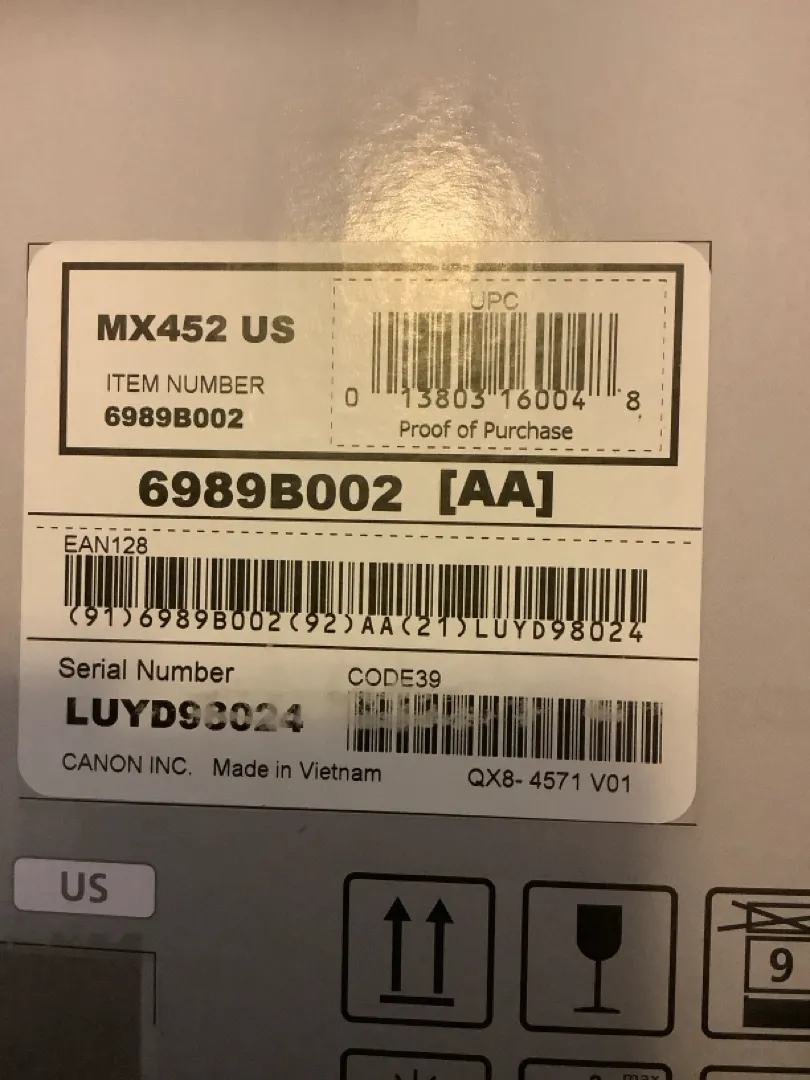 UPC
MX452 US
ITEM NUMBER
6989B002
0 13803 16004 8
Proof of Purchase
6989B002 [AA]
EAN128
(91)6989B002(92)AA(21)LUYD98024
Serial Number
CODE39
LUYD98024
CANON INC. Made in Vietnam
QX8- 4571 V01
US
9
max